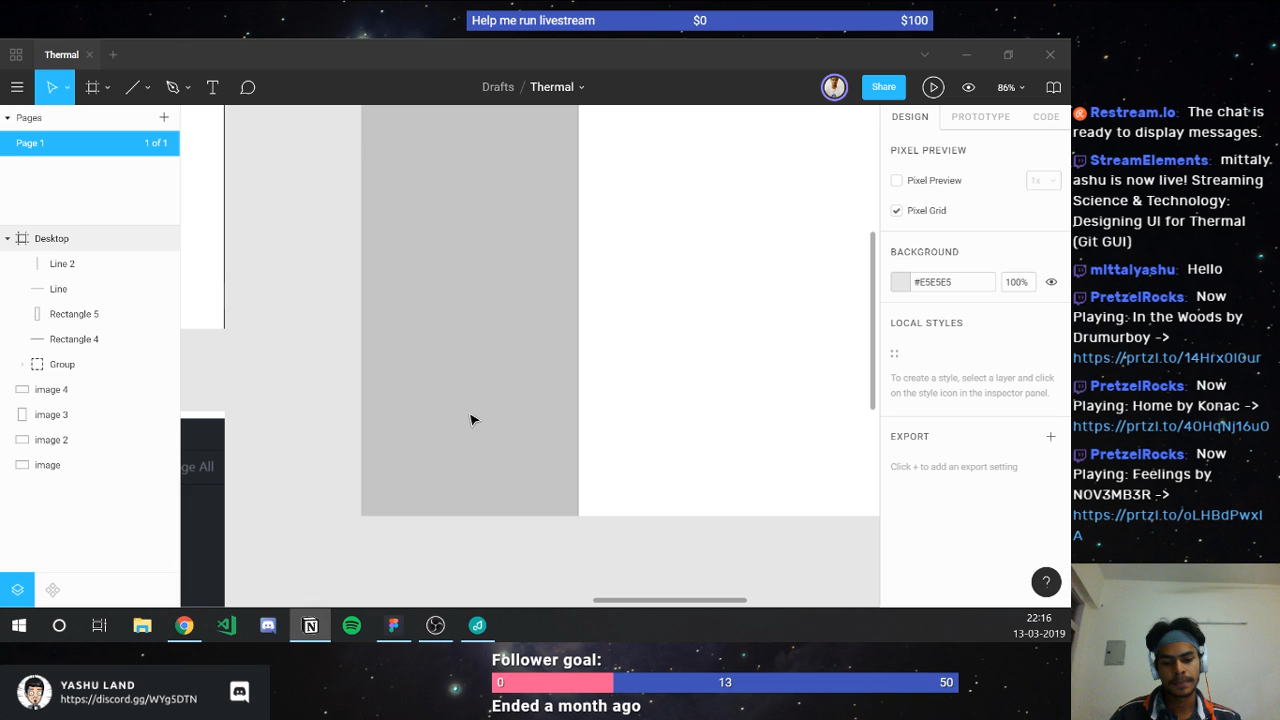 Help me run livestream $0 $100
Thermal
Drafts / Thermal
Share
86%
Pages
Page 1 1 of 1
Desktop
Line 2
Line
Rectangle 5
Rectangle 4
Group
image 4
image 3
image 2
image
ge All
DESIGN PROTOTYPE CODE
PIXEL PREVIEW
Pixel Preview 1x
Pixel Grid
BACKGROUND
#E5E5E5 100%
LOCAL STYLES
To create a style, select a layer and click
on the style icon in the inspector panel.
EXPORT
Click + to add an export setting
?
22:16
13-03-2019
Restream.io: The chat is
ready to display messages.
StreamElements: mittaly.
ashu is now live! Streaming
Science & Technology:
Designing UI for Thermal
(Git GUI)
mittalyashu: Hello
PretzelRocks: Now
Playing: In the Woods by
Drumurboy ->
https://prtzl.to/14Hrx0l0ur
PretzelRocks: Now
Playing: Home by Konac ->
https://prtzl.to/40HqNj16u0
PretzelRocks: Now
Playing: Feelings by
N0V3MB3R ->
https://prtzl.to/oLHBdPwxI
A
YASHU LAND
https://discord.gg/WYg5DTN
Follower goal:
0 13 50
Ended a month ago